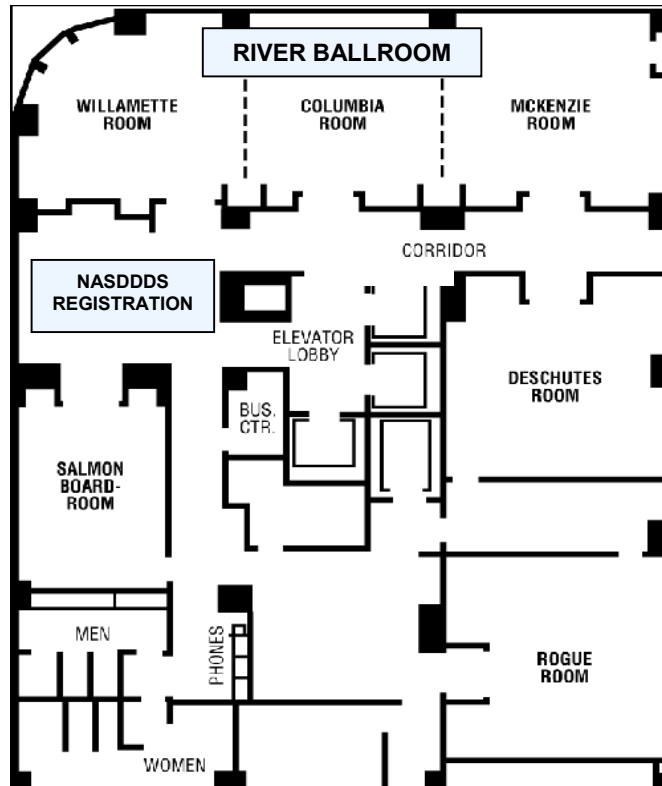 RIVER BALLROOM
WILLAMETTE
ROOM
COLUMBIA
ROOM
MCKENZIE
ROOM
CORRIDOR
NASDDDS
REGISTRATION
ELEVATOR
LOBBY
DESCHUTES
ROOM
BUS.
CTR.
SALMON
BOARD-
ROOM
MEN
PHONES
ROGUE
ROOM
WOMEN